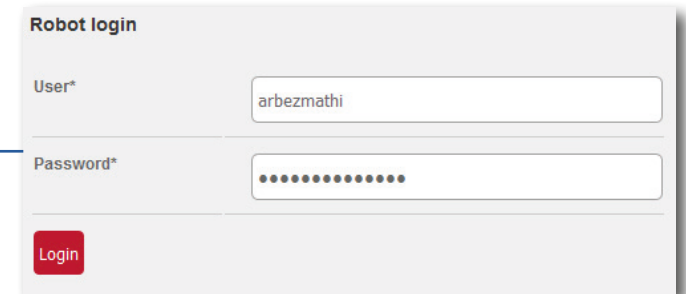 Robot login
User*
arbezmathi
Password*
••••••••••••••
Login